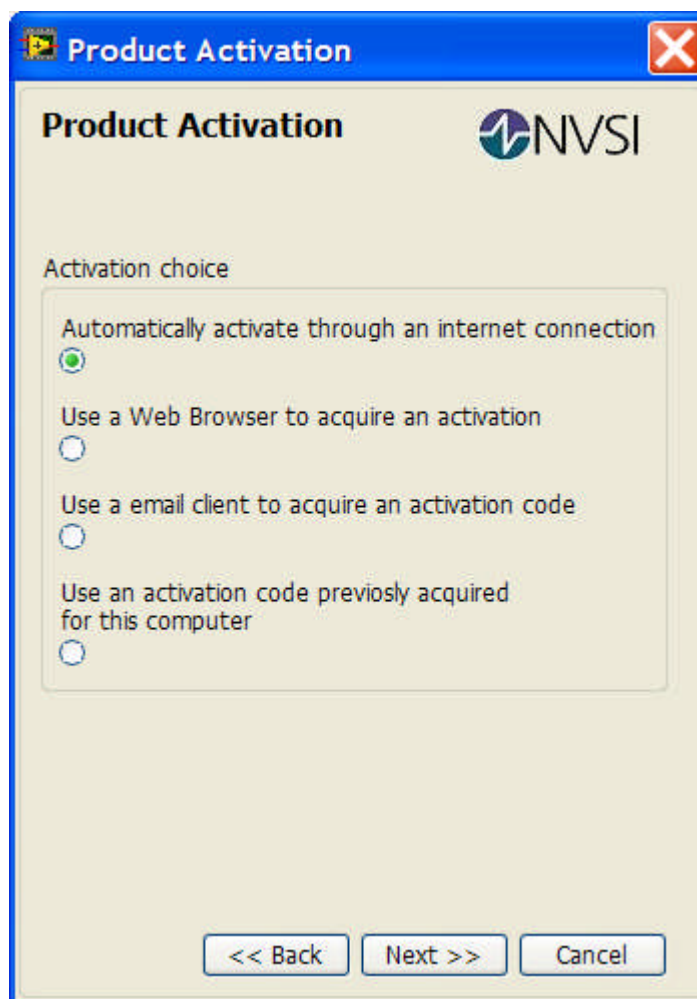 Product Activation
Product Activation
NVSI
Activation choice
Automatically activate through an internet connection
Use a Web Browser to acquire an activation
Use a email client to acquire an activation code
Use an activation code previosly acquired
for this computer
<< Back Next >> Cancel